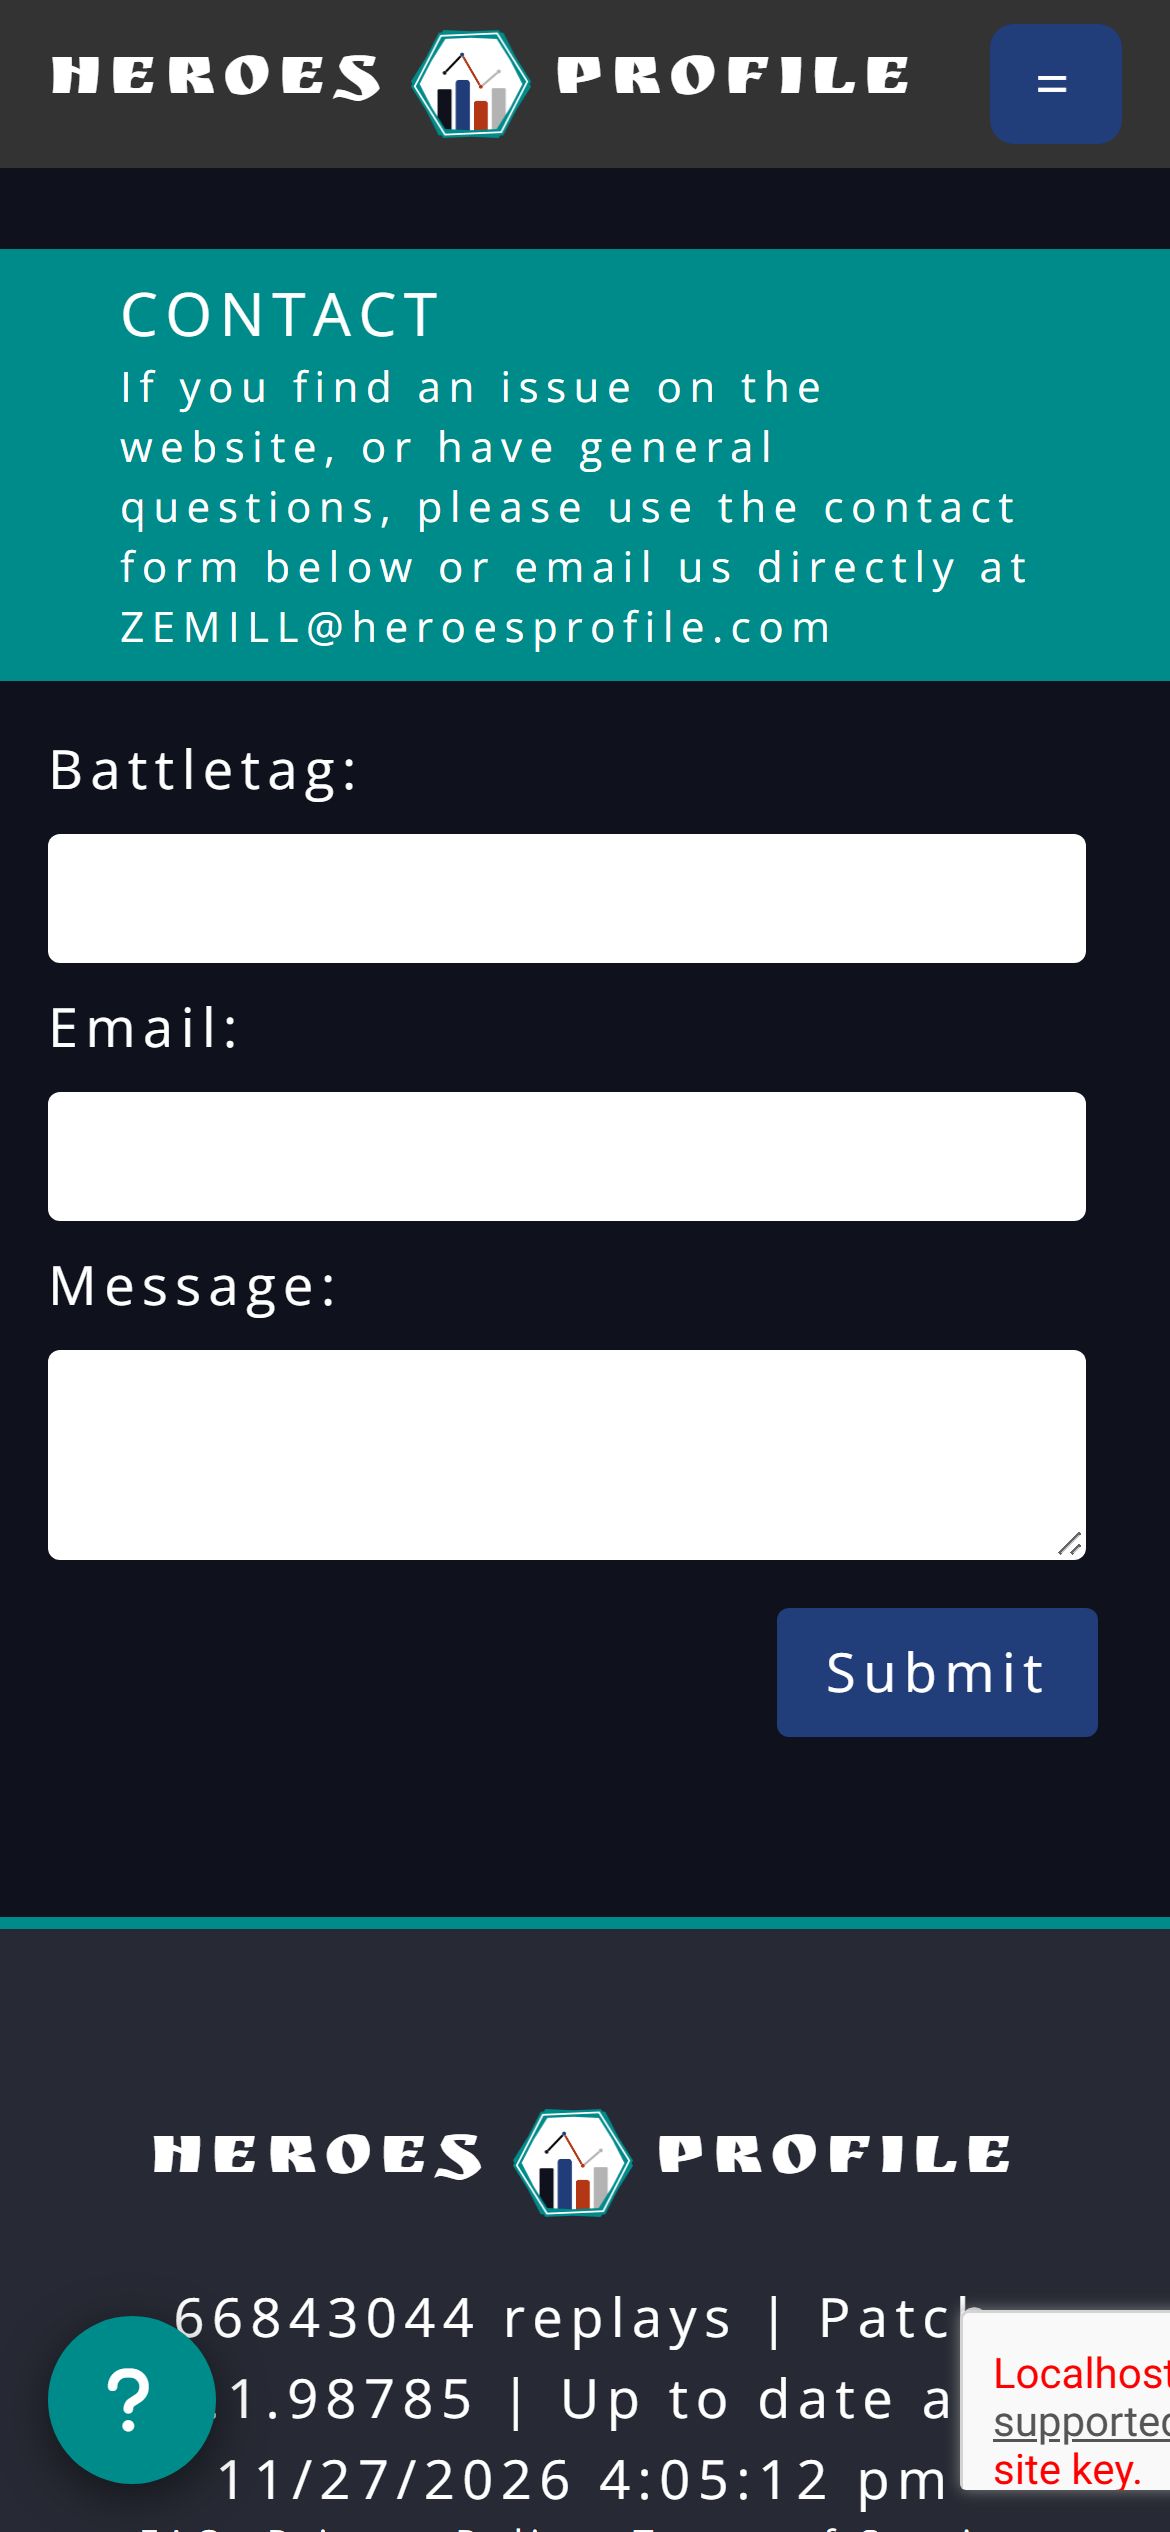 HEROES PROFILE
=
CONTACT
If you find an issue on the
website, or have general
questions, please use the contact
form below or email us directly at
ZEMILL@heroesprofile.com
Battletag:
Email:
Message:
Submit
HEROES PROFILE
66843044 replays | Patch
1.98785 | Up to date a
11/27/2026 4:05:12 pm
?
Localhost
supported
site key.